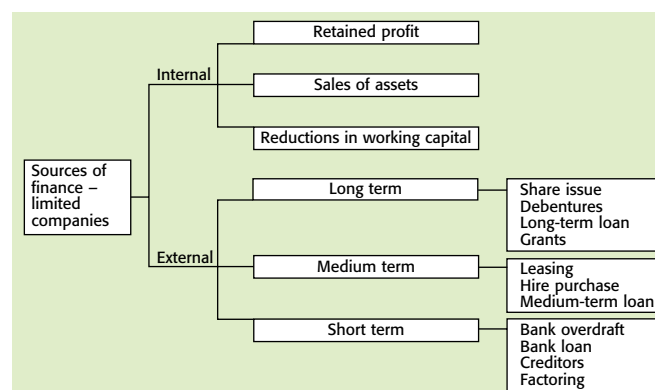 Retained profit
Internal
Sales of assets
Reductions in working capital
Sources of
finance –
limited
companies
Long term
Share issue
Debentures
Long-term loan
Grants
External
Medium term
Leasing
Hire purchase
Medium-term loan
Short term
Bank overdraft
Bank loan
Creditors
Factoring